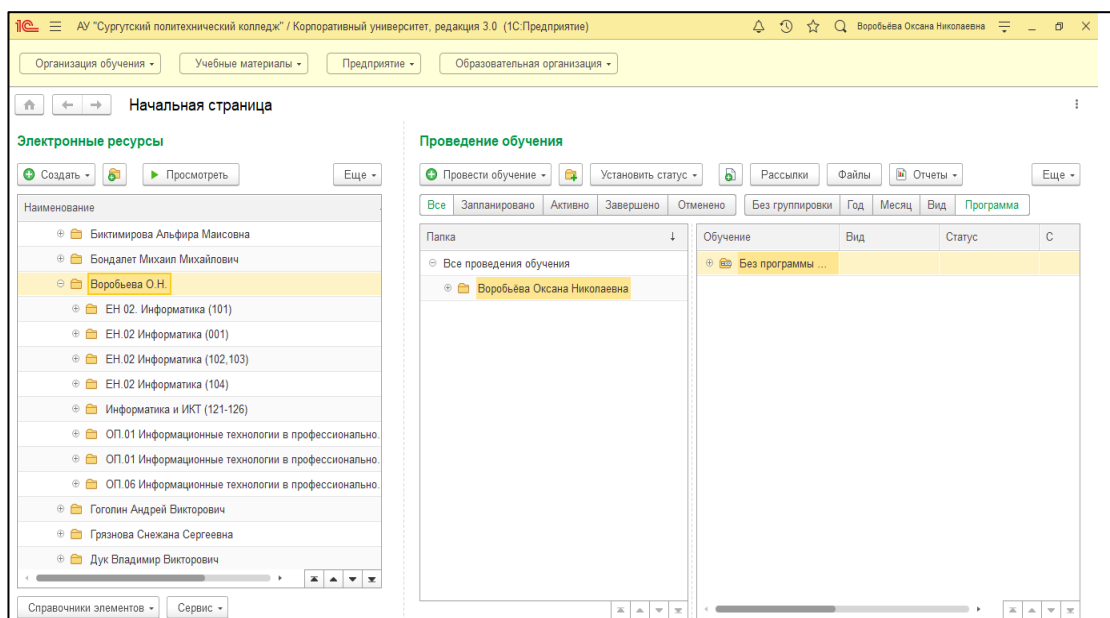 1С АУ "Сургутский политехнический колледж" / Корпоративный университет, редакция 3.0 (1С:Предприятие) Воробьёва Оксана Николаевна
Организация обучения Учебные материалы Предприятие Образовательная организация
Начальная страница
Электронные ресурсы
Создать Просмотреть Еще
Наименование
Биктимирова Альфира Маисовна
Бондалет Михаил Михайлович
Воробьева О.Н.
ЕН 02. Информатика (101)
ЕН.02 Информатика (001)
ЕН.02 Информатика (102,103)
ЕН.02 Информатика (104)
Информатика и ИКТ (121-126)
ОП.01 Информационные технологии в профессионально.
ОП.01 Информационные технологии в профессионально.
ОП.06 Информационные технологии в профессионально.
Гоголин Андрей Викторович
Грязнова Снежана Сергеевна
Дук Владимир Викторович
Справочники элементов Сервис
Проведение обучения
Провести обучение Установить статус Рассылки Файлы Отчеты Еще
Все Запланировано Активно Завершено Отменено Без группировки Год Месяц Вид Программа
Папка
Все проведения обучения
Воробьёва Оксана Николаевна
Обучение Вид Статус С
Без программы ...